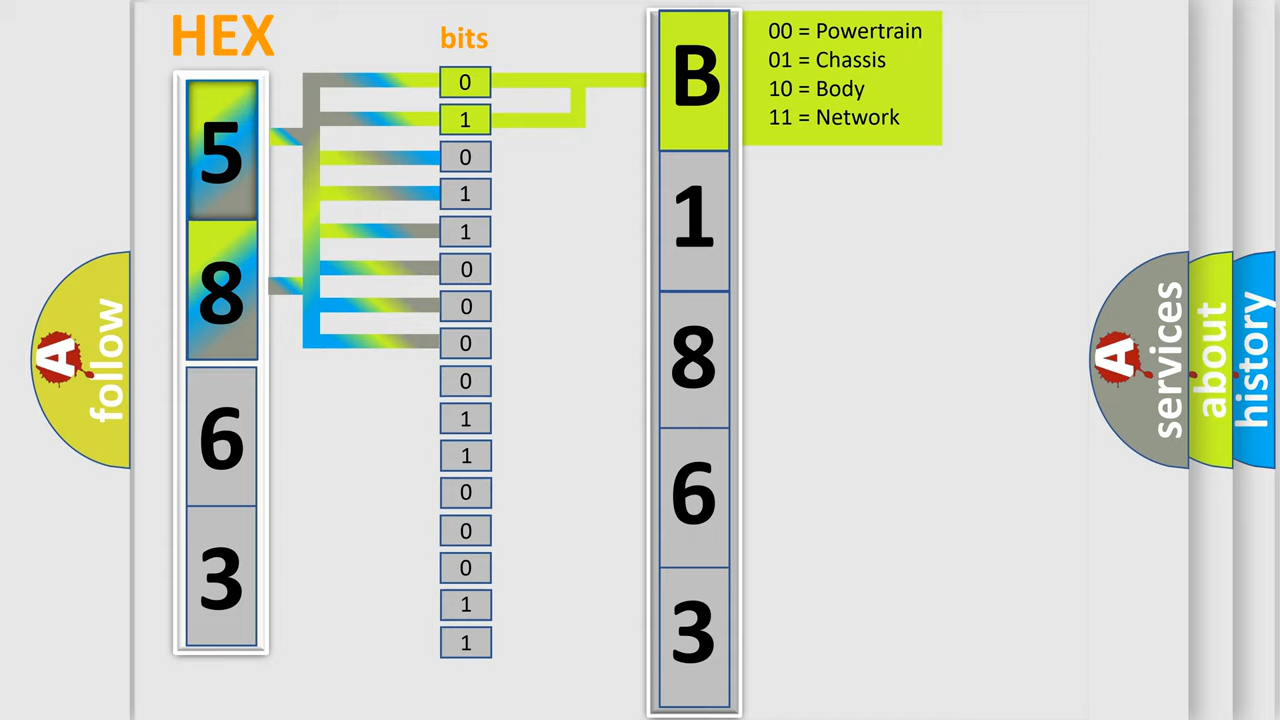 HEX
bits
5
8
6
3
0
1
0
1
1
0
0
0
0
1
1
0
0
0
1
1
B
1
8
6
3
00 = Powertrain
01 = Chassis
10 = Body
11 = Network
A
follow
A
services
about
history